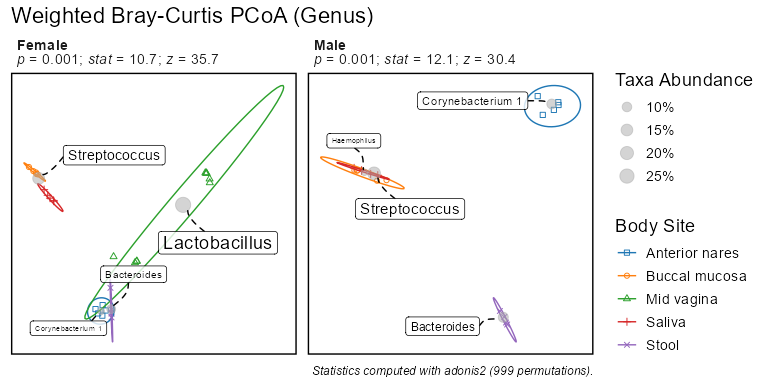 Weighted Bray-Curtis PCoA (Genus)
Female
p = 0.001; stat = 10.7; z = 35.7
Male
p = 0.001; stat = 12.1; z = 30.4
Streptococcus
Lactobacillus
Bacteroides
Corynebacterium 1
Corynebacterium 1
Haemophilus
Streptococcus
Bacteroides
Taxa Abundance
10%
15%
20%
25%
Body Site
Anterior nares
Buccal mucosa
Mid vagina
Saliva
Stool
Statistics computed with adonis2 (999 permutations).